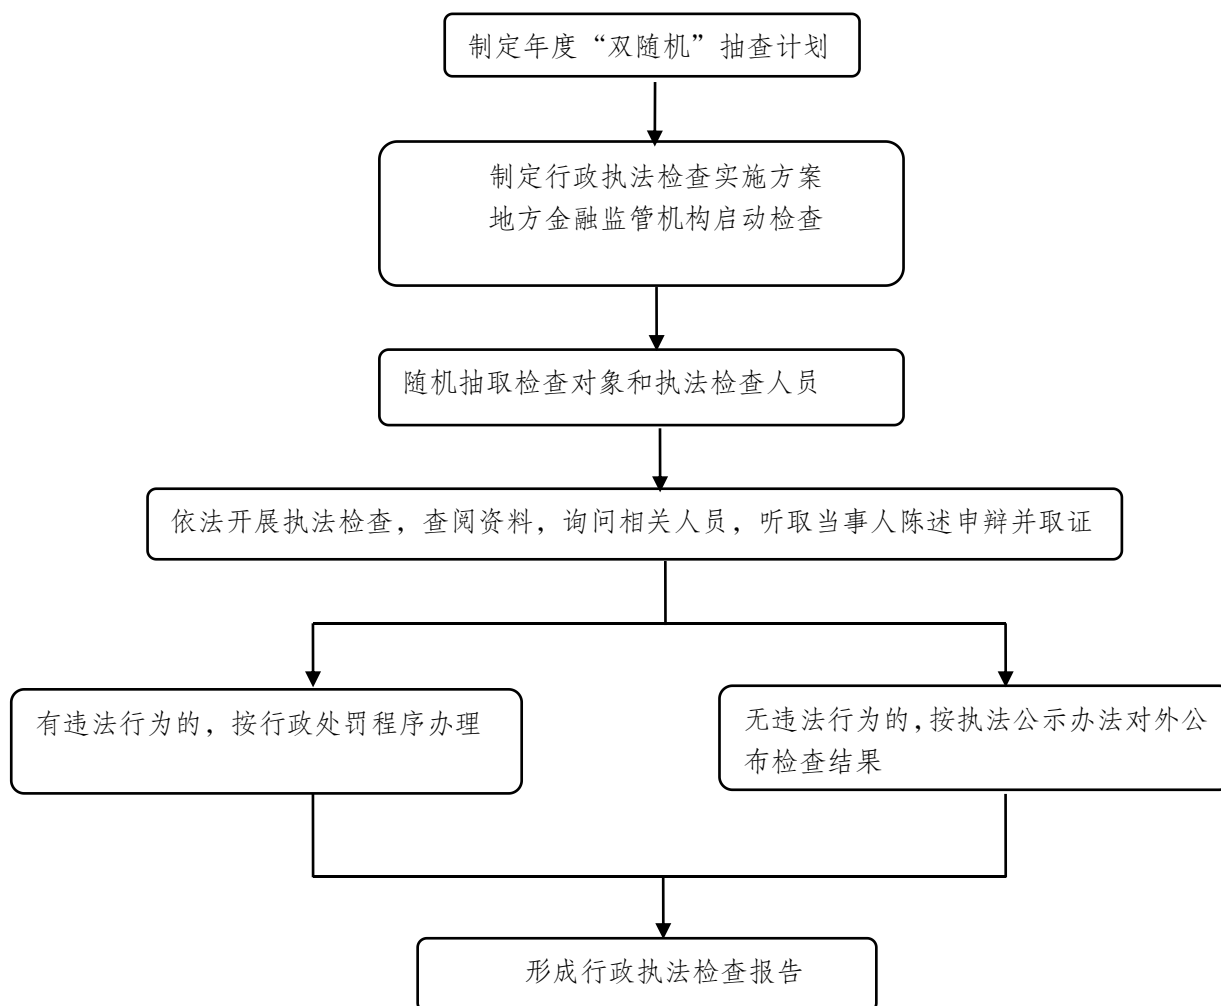 制定年度“双随机”抽查计划
制定行政执法检查实施方案
地方金融监管机构启动检查
随机抽取检查对象和执法检查人员
依法开展执法检查，查阅资料，询问相关人员，听取当事人陈述申辩并取证
有违法行为的，按行政处罚程序办理
无违法行为的，按执法公示办法对外公
布检查结果
形成行政执法检查报告